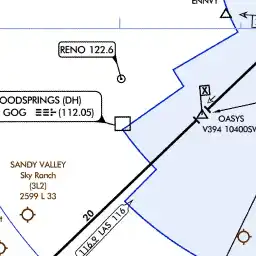 ENNVY
RENO 122.6
OODSPRINGS (DH)
GOG (112.05)
X
OASYS
V394 10400SW
SANDY VALLEY
Sky Ranch
(3L2)
2599 L 33
20
116.9 LAS 116